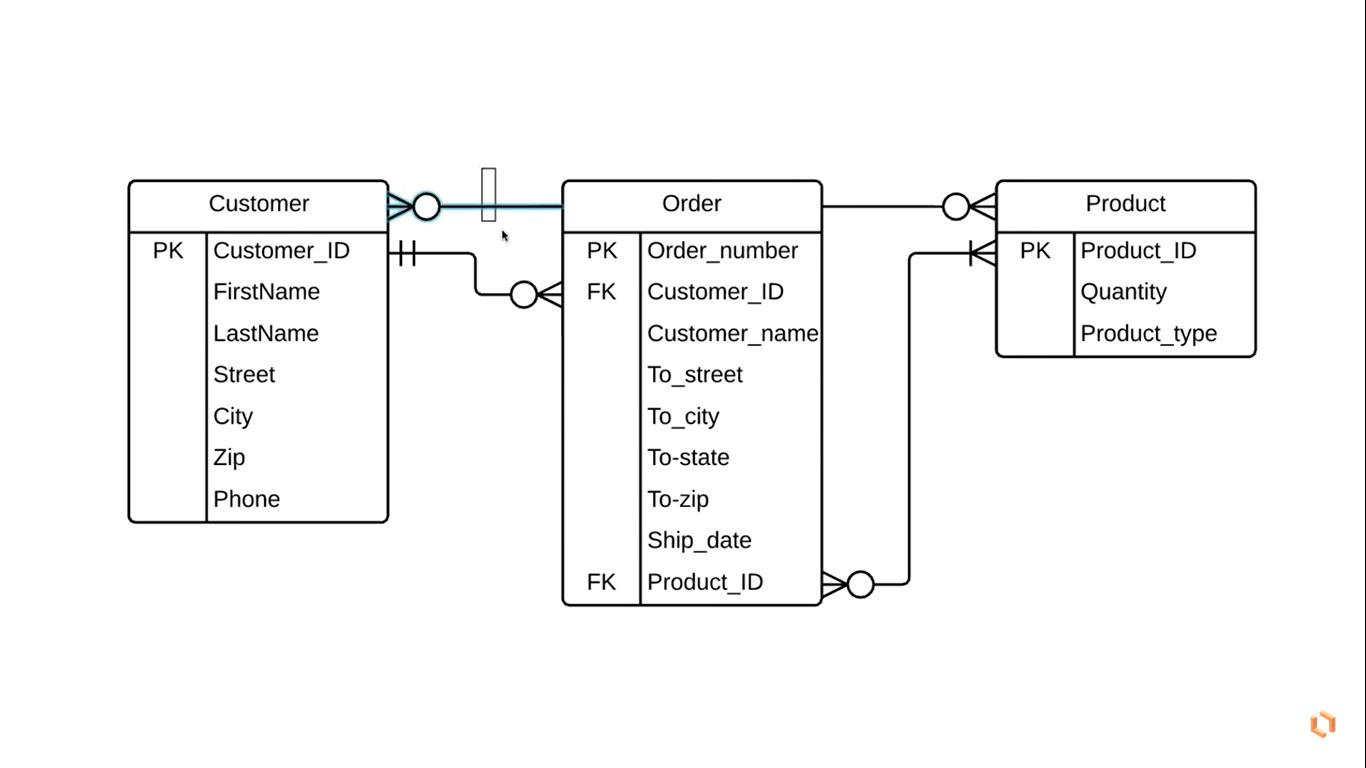 Customer
PK Customer_ID
FirstName
LastName
Street
City
Zip
Phone
Order
PK Order_number
FK Customer_ID
Customer_name
To_street
To_city
To-state
To-zip
Ship_date
FK Product_ID
Product
PK Product_ID
Quantity
Product_type